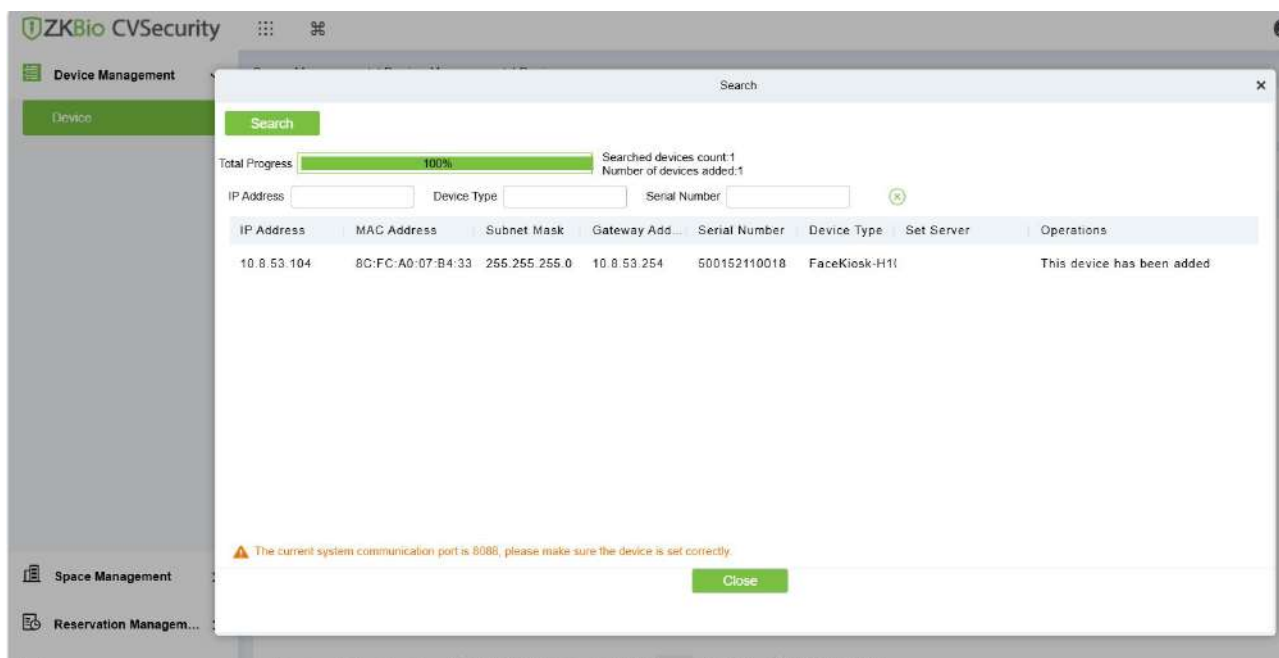 ZKBio CVSecurity
Device Management
Device
Search
Search
Total Progress 100% Searched devices count:1
Number of devices added:1
IP Address Device Type Serial Number
IP Address MAC Address Subnet Mask Gateway Add... Serial Number Device Type Set Server Operations
10.8.53.104 8C:FC:A0:07:B4:33 255.255.255.0 10.8.53.254 500152110018 FaceKiosk-H1 This device has been added
The current system communication port is 8088, please make sure the device is set correctly.
Close
Space Management
Reservation Managem...